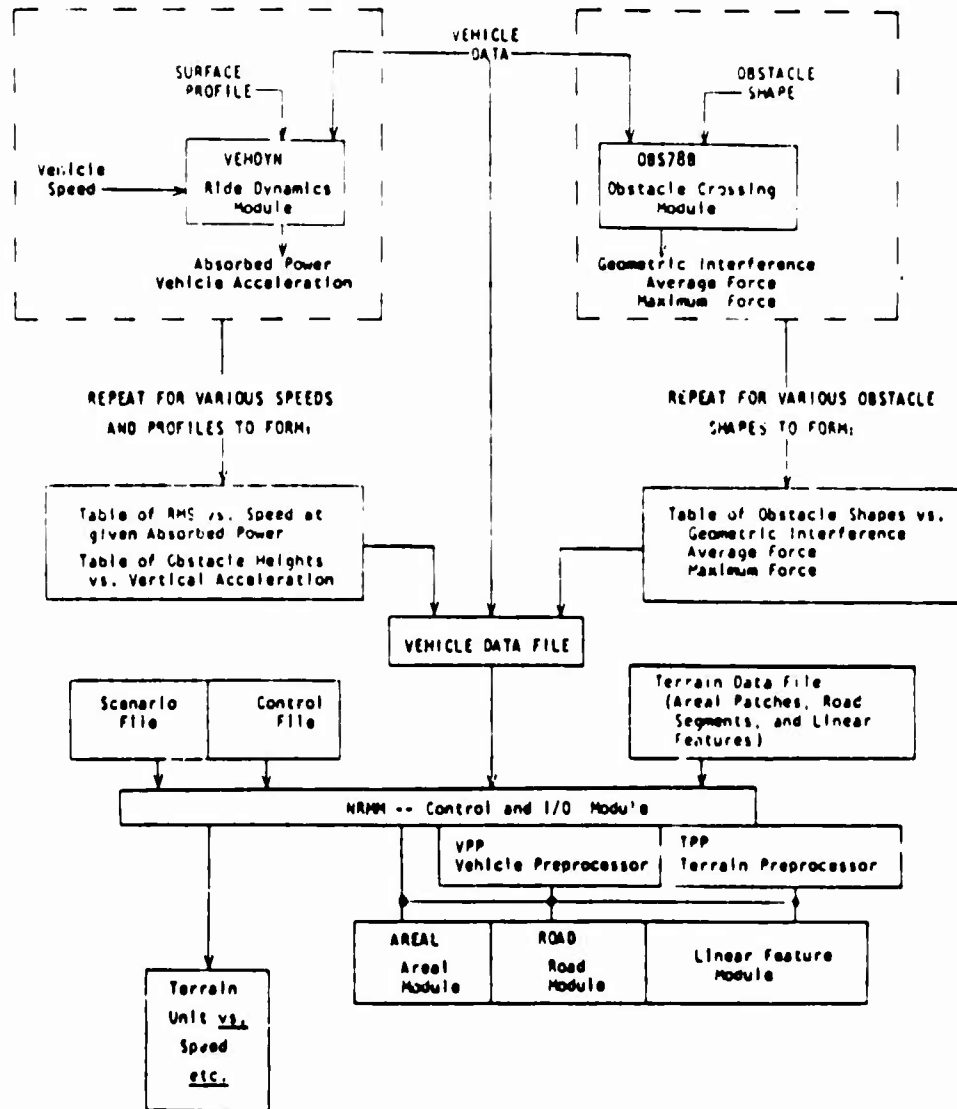 VEHICLE
DATA
SURFACE
PROFILE
OBSTACLE
SHAPE
Vehicle
Speed
VEHDYN
Ride Dynamics
Module
OBS78B
Obstacle Crossing
Module
Absorbed Power
Vehicle Acceleration
Geometric Interference
Average Force
Maximum Force
REPEAT FOR VARIOUS SPEEDS
AND PROFILES TO FORM:
REPEAT FOR VARIOUS OBSTACLE
SHAPES TO FORM:
Table of RMS vs. Speed at
given Absorbed Power
Table of Obstacle Heights
vs. Vertical Acceleration
Table of Obstacle Shapes vs.
Geometric Interference
Average Force
Maximum Force
VEHICLE DATA FILE
Scenario
File
Control
File
Terrain Data File
(Areal Patches, Road
Segments, and Linear
Features)
NRMM -- Control and I/O Module
VPP
Vehicle Preprocessor
TPP
Terrain Preprocessor
AREAL
Areal
Module
ROAD
Road
Module
Linear Feature
Module
Terrain
Unit vs.
Speed
etc.